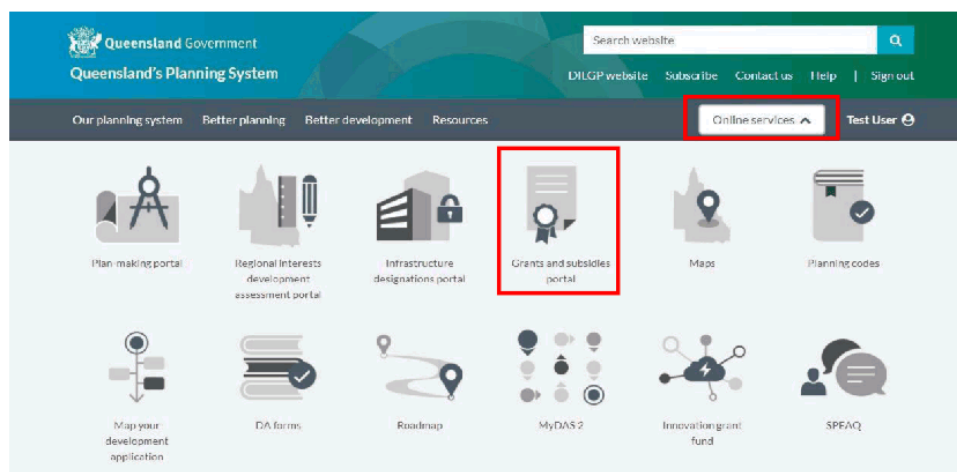 Queensland Government
Search website
Queensland's Planning System
DILGP website Subscribe Contact us Help | Sign out
Our planning system Better planning Better development Resources Online services Test User
Plan-making portal
Regional Interests
development
assessment portal
Infrastructure
designations portal
Grants and subsidies
portal
Maps
Planning codes
Map your
development
application
DA forms
Roadmap
MyDAS 2
Innovation grant
fund
SPEAQ